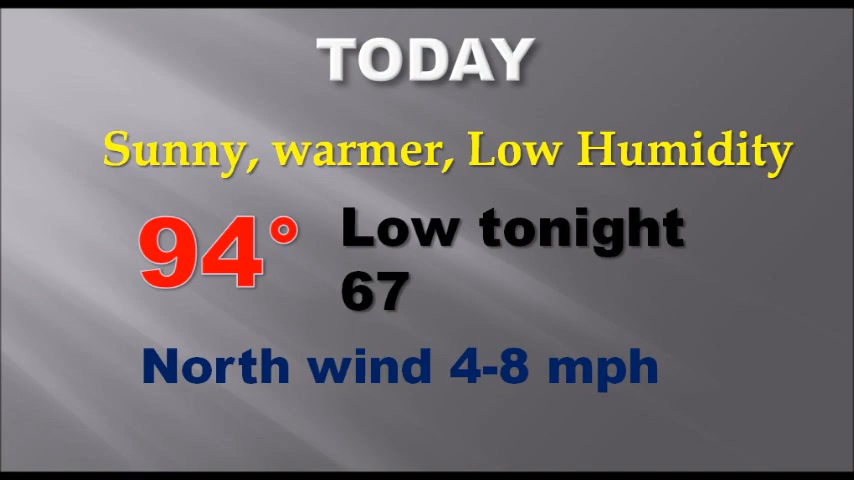 TODAY
Sunny, warmer, Low Humidity
94° Low tonight
67
North wind 4-8 mph